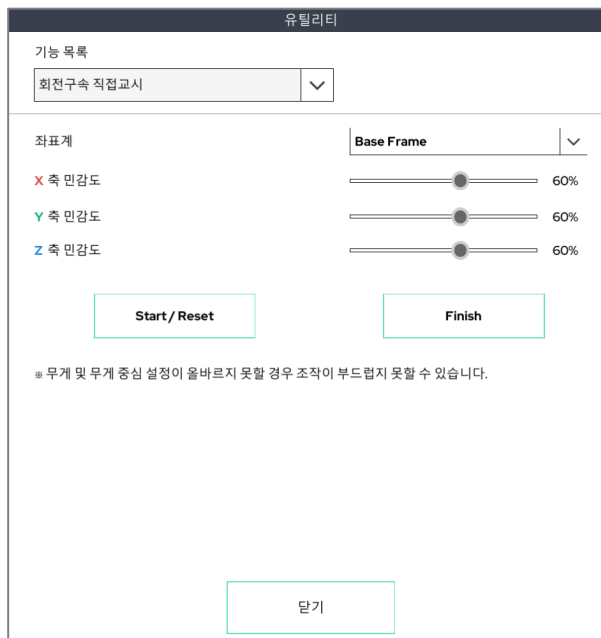 유틸리티
기능 목록
회전구속 직접교시
좌표계 Base Frame
X 축 민감도 60%
Y 축 민감도 60%
Z 축 민감도 60%
Start / Reset Finish
※ 무게 및 무게 중심 설정이 올바르지 못할 경우 조작이 부드럽지 못할 수 있습니다.
닫기